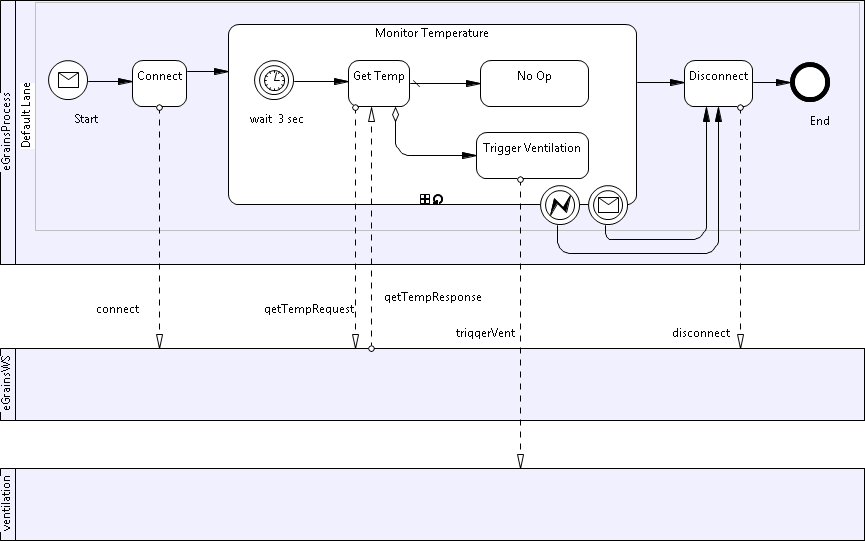 eGrainsProcess
Default Lane
Monitor Temperature
Start
Connect
wait 3 sec
Get Temp
No Op
Trigger Ventilation
Disconnect
End
connect
getTempRequest
getTempResponse
triggerVent
disconnect
eGrainsWS
ventilation